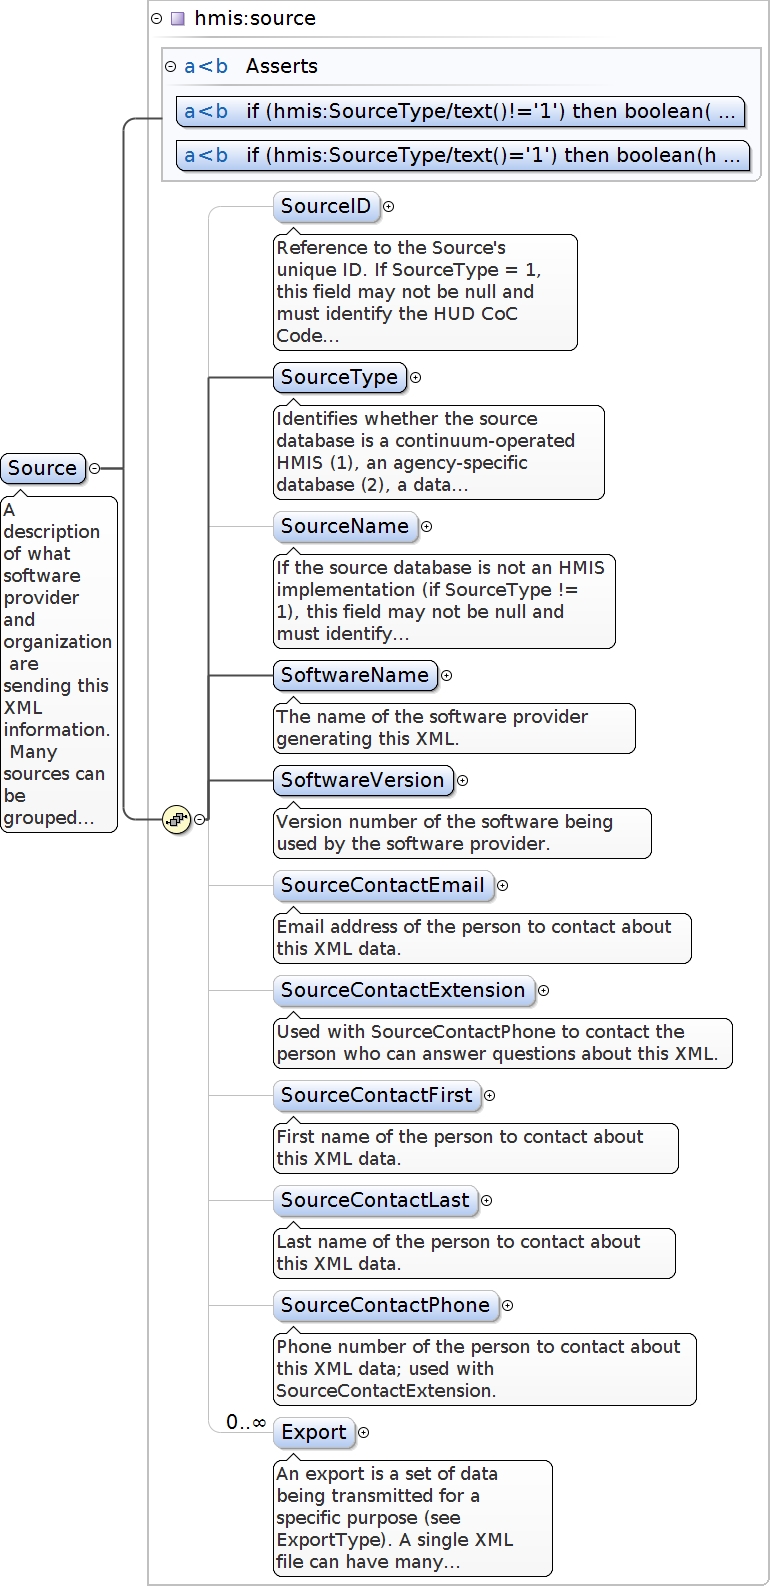 hmis:source
a<b Asserts
a<b if (hmis:SourceType/text()!='1') then boolean( ...
a<b if (hmis:SourceType/text()='1') then boolean(h ...
Source
A
description
of what
software
provider
and
organization
are
sending this
XML
information.
Many
sources can
be
grouped...
SourceID
Reference to the Source's
unique ID. If SourceType = 1,
this field may not be null and
must identify the HUD CoC
Code...
SourceType
Identifies whether the source
database is a continuum-operated
HMIS (1), an agency-specific
database (2), a data...
SourceName
If the source database is not an HMIS
implementation (if SourceType !=
1), this field may not be null and
must identify...
SoftwareName
The name of the software provider
generating this XML.
SoftwareVersion
Version number of the software being
used by the software provider.
SourceContactEmail
Email address of the person to contact about
this XML data.
SourceContactExtension
Used with SourceContactPhone to contact the
person who can answer questions about this XML.
SourceContactFirst
First name of the person to contact about
this XML data.
SourceContactLast
Last name of the person to contact about
this XML data.
SourceContactPhone
Phone number of the person to contact about
this XML data; used with
SourceContactExtension.
0..∞
Export
An export is a set of data
being transmitted for a
specific purpose (see
ExportType). A single XML
file can have many...